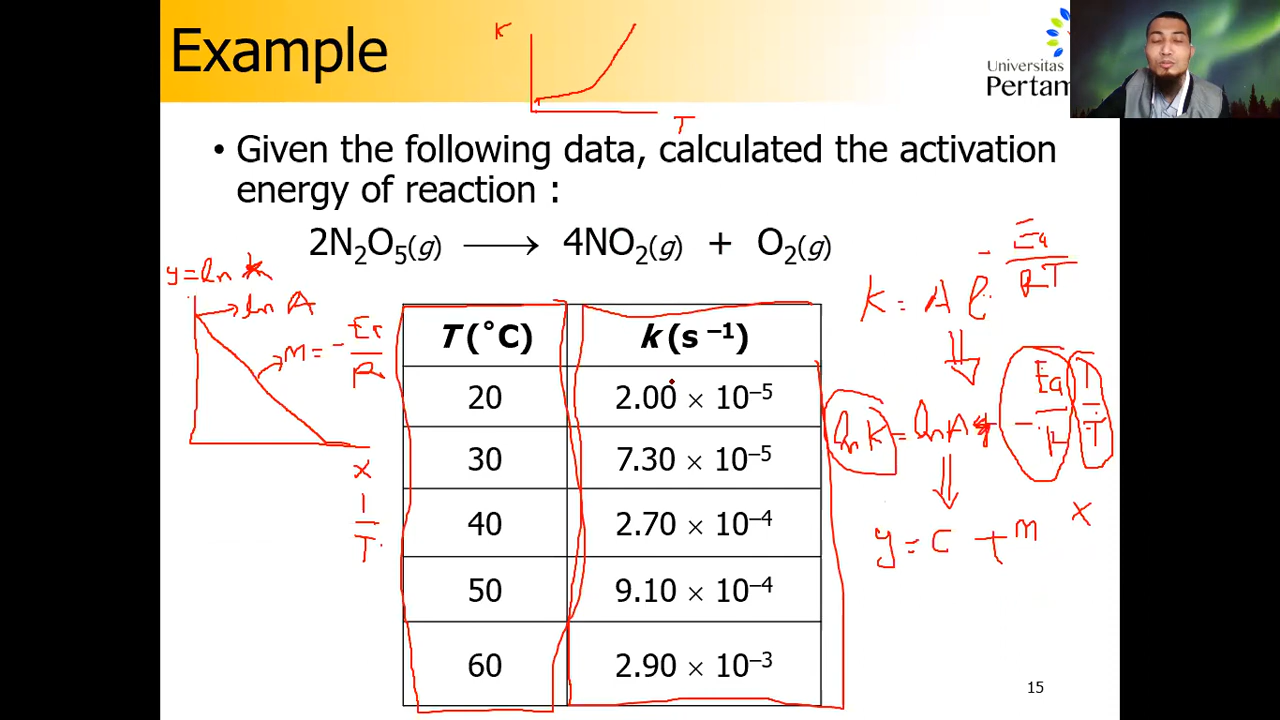 Example
K
T
Universitas
Pertam
• Given the following data, calculated the activation
energy of reaction :
2N₂O₅(g) ⟶ 4NO₂(g) + O₂(g)
y = ln k
ln A
m = - Ea/R
x
1/T
T (˚C) k (s ⁻¹)
20 2.00 × 10⁻⁵
30 7.30 × 10⁻⁵
40 2.70 × 10⁻⁴
50 9.10 × 10⁻⁴
60 2.90 × 10⁻³
K = A e^(- Ea/RT)
ln K = ln A + - Ea/R 1/T
y = C + m x
15